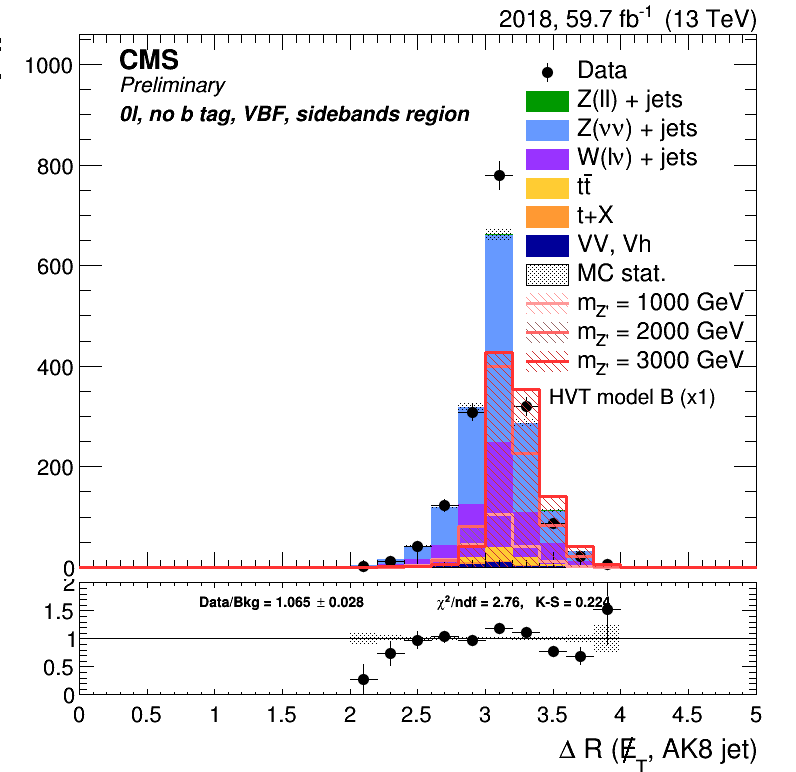 2018, 59.7 fb⁻¹ (13 TeV)
CMS
Preliminary
0l, no b tag, VBF, sidebands region
Data
Z(ll) + jets
Z(νν) + jets
W(lν) + jets
tt̄
t+X
VV, Vh
MC stat.
m_Z' = 1000 GeV
m_Z' = 2000 GeV
m_Z' = 3000 GeV
HVT model B (x1)
1000
800
600
400
200
0
Data/Bkg = 1.065 ± 0.028
χ²/ndf = 2.76, K-S = 0.224
2
1.5
1
0.5
0
0 0.5 1 1.5 2 2.5 3 3.5 4 4.5 5
Δ R (E̸_T, AK8 jet)